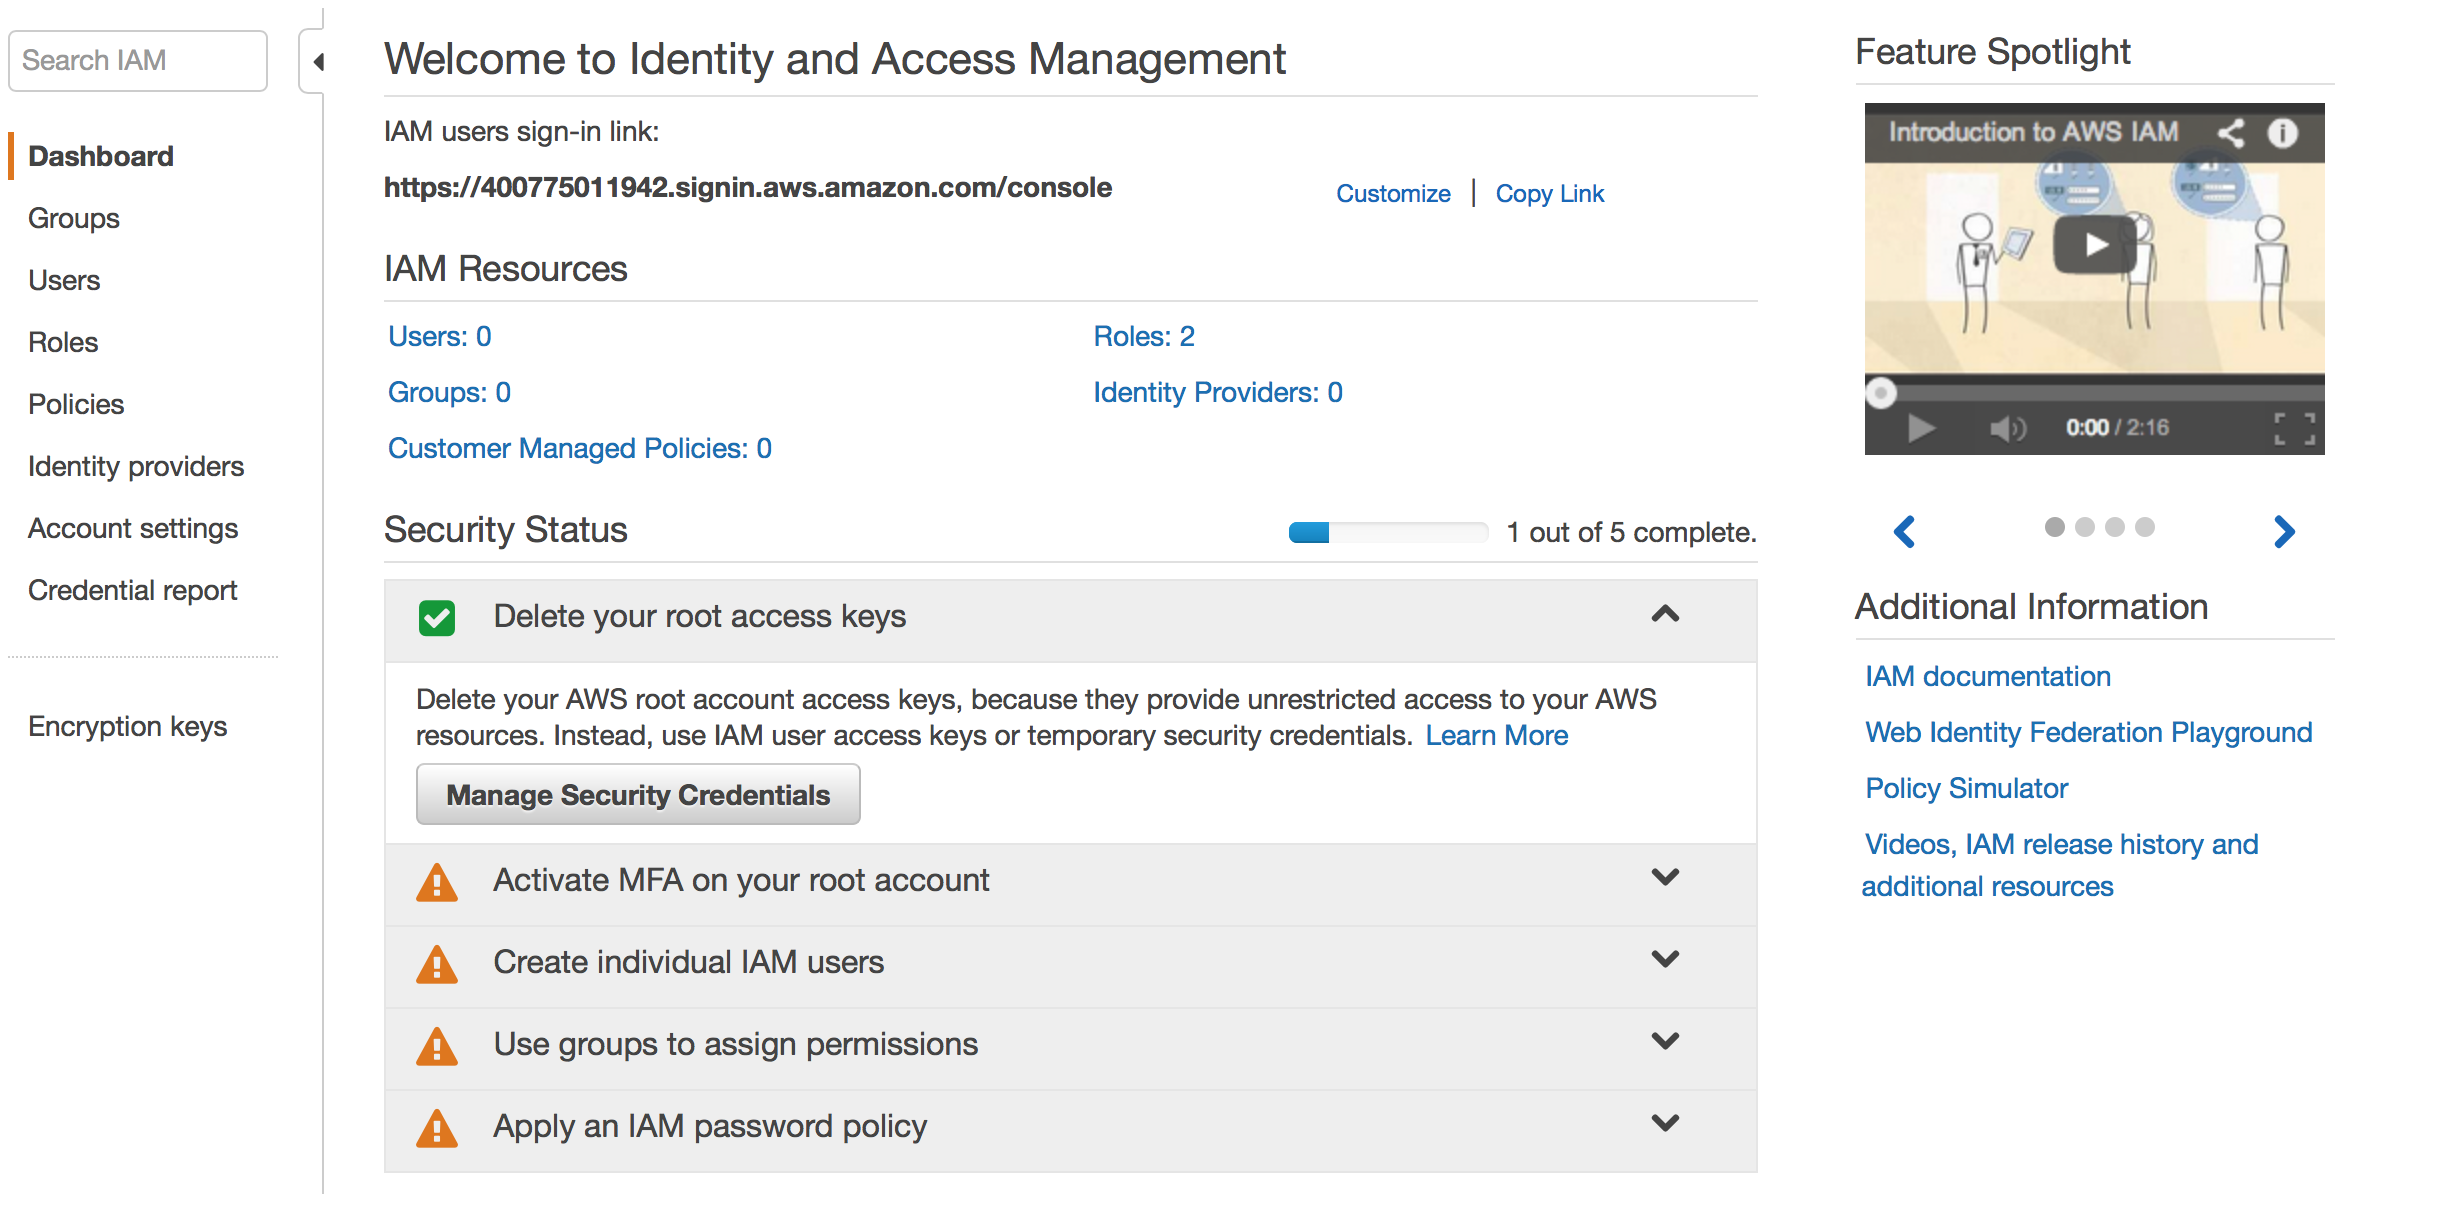 Search IAM
Dashboard
Groups
Users
Roles
Policies
Identity providers
Account settings
Credential report
Encryption keys
Welcome to Identity and Access Management
IAM users sign-in link:
https://400775011942.signin.aws.amazon.com/console
Customize | Copy Link
IAM Resources
Users: 0
Roles: 2
Groups: 0
Identity Providers: 0
Customer Managed Policies: 0
Security Status
1 out of 5 complete.
Delete your root access keys
Delete your AWS root account access keys, because they provide unrestricted access to your AWS
resources. Instead, use IAM user access keys or temporary security credentials. Learn More
Manage Security Credentials
Activate MFA on your root account
Create individual IAM users
Use groups to assign permissions
Apply an IAM password policy
Feature Spotlight
Introduction to AWS IAM
0:00 / 2:16
Additional Information
IAM documentation
Web Identity Federation Playground
Policy Simulator
Videos, IAM release history and
additional resources